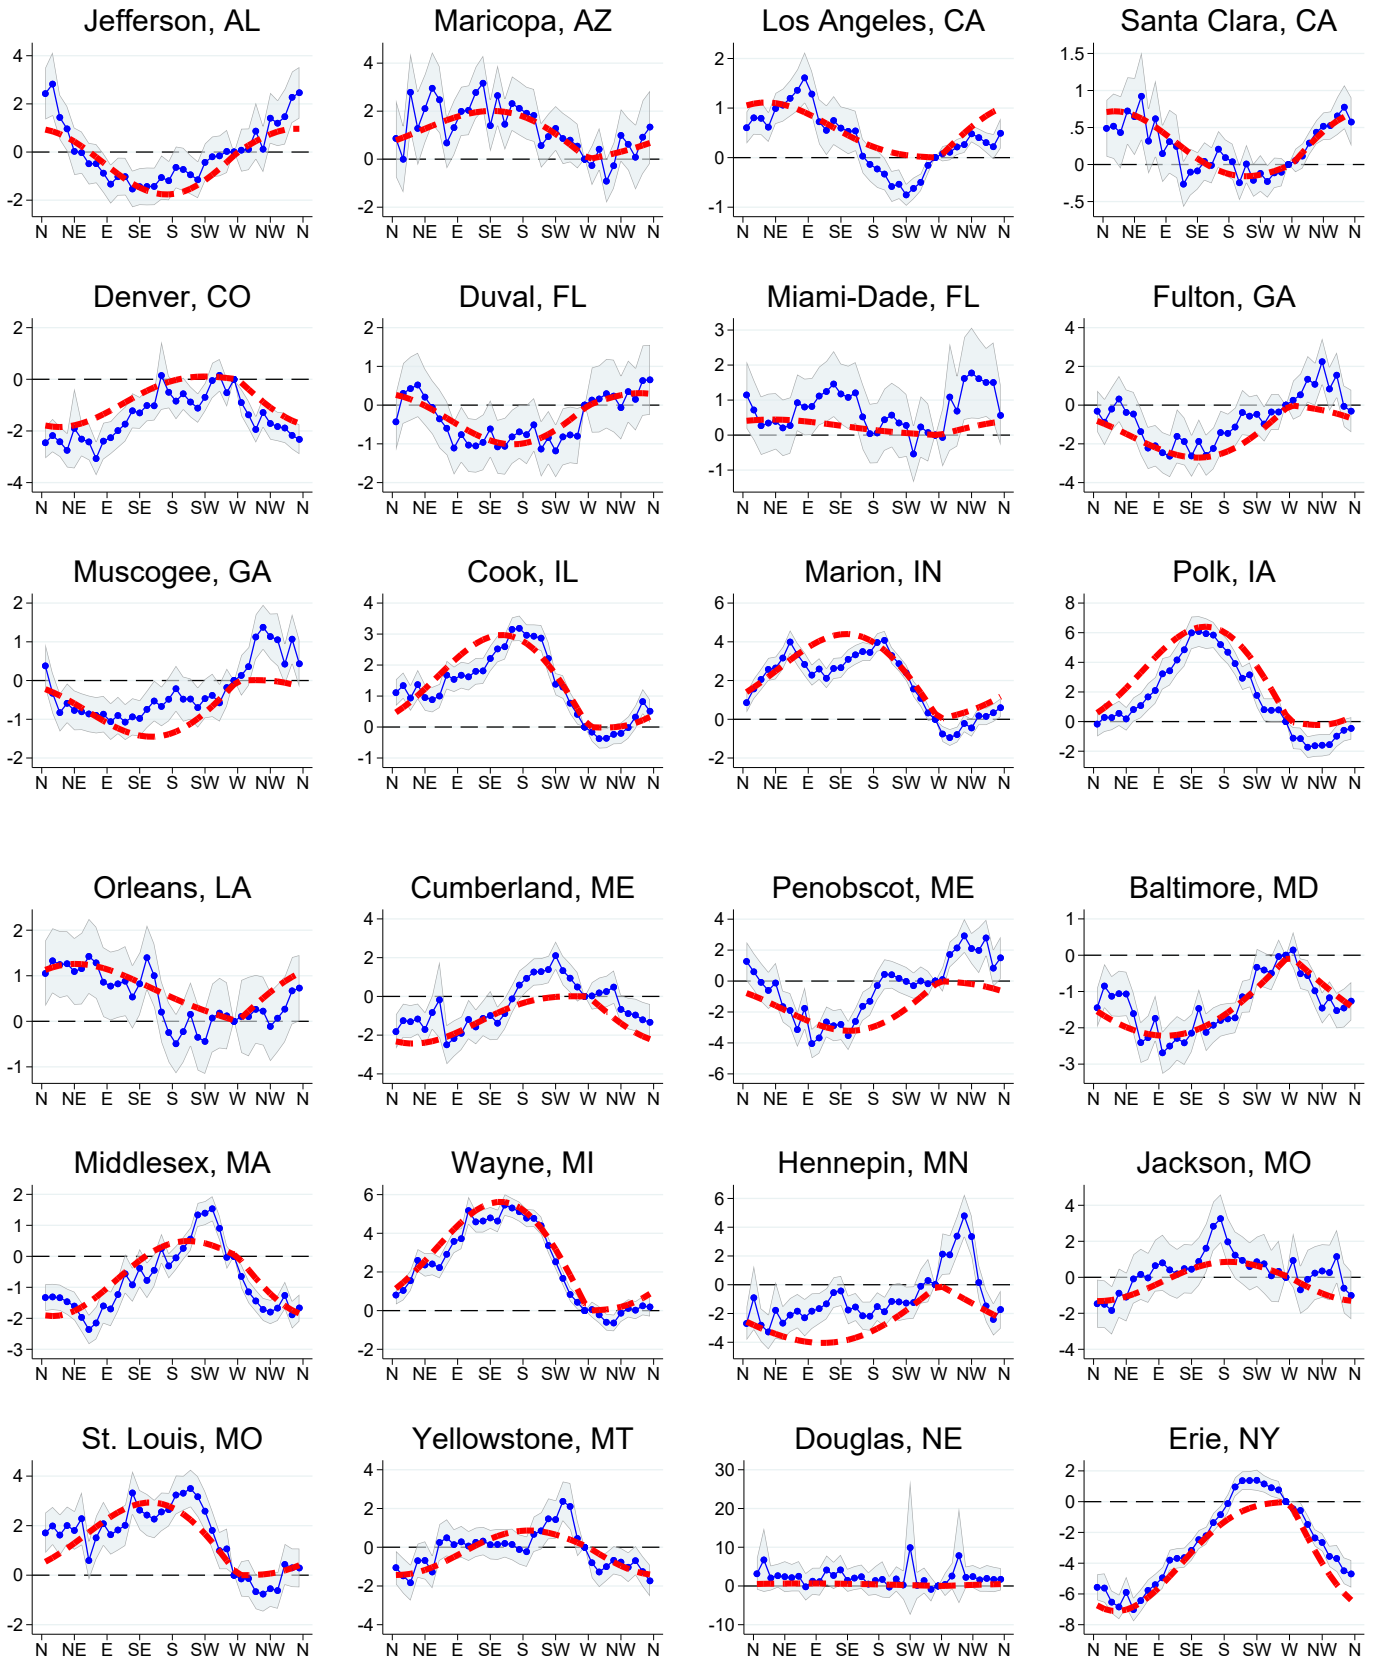 Jefferson, AL Maricopa, AZ Los Angeles, CA Santa Clara, CA
4 4 2 1.5
2 2 1 1
0 0 0 .5
-2 -2 -1 0
-.5
N NE E SE S SW W NW N N NE E SE S SW W NW N N NE E SE S SW W NW N N NE E SE S SW W NW N
Denver, CO Duval, FL Miami-Dade, FL Fulton, GA
2 2 3 4
0 1 2 2
-2 0 1 0
-4 -1 0 -2
-2 -1 -4
N NE E SE S SW W NW N N NE E SE S SW W NW N N NE E SE S SW W NW N N NE E SE S SW W NW N
Muscogee, GA Cook, IL Marion, IN Polk, IA
2 4 6 8
1 3 4 6
0 2 2 4
-1 1 0 2
-2 0 -2 0
-1 -2
N NE E SE S SW W NW N N NE E SE S SW W NW N N NE E SE S SW W NW N N NE E SE S SW W NW N
Orleans, LA Cumberland, ME Penobscot, ME Baltimore, MD
2 4 4 1
1 2 2 0
0 0 0 -1
-1 -2 -2 -2
-4 -4 -3
-6
N NE E SE S SW W NW N N NE E SE S SW W NW N N NE E SE S SW W NW N N NE E SE S SW W NW N
Middlesex, MA Wayne, MI Hennepin, MN Jackson, MO
2 6 6 4
1 4 4 2
0 2 2 0
-1 0 0 -2
-2 -2 -2 -4
-3 -4
N NE E SE S SW W NW N N NE E SE S SW W NW N N NE E SE S SW W NW N N NE E SE S SW W NW N
St. Louis, MO Yellowstone, MT Douglas, NE Erie, NY
4 4 30 2
2 2 20 0
0 0 10 -2
-2 -2 0 -4
-4 -10 -6
-8
N NE E SE S SW W NW N N NE E SE S SW W NW N N NE E SE S SW W NW N N NE E SE S SW W NW N